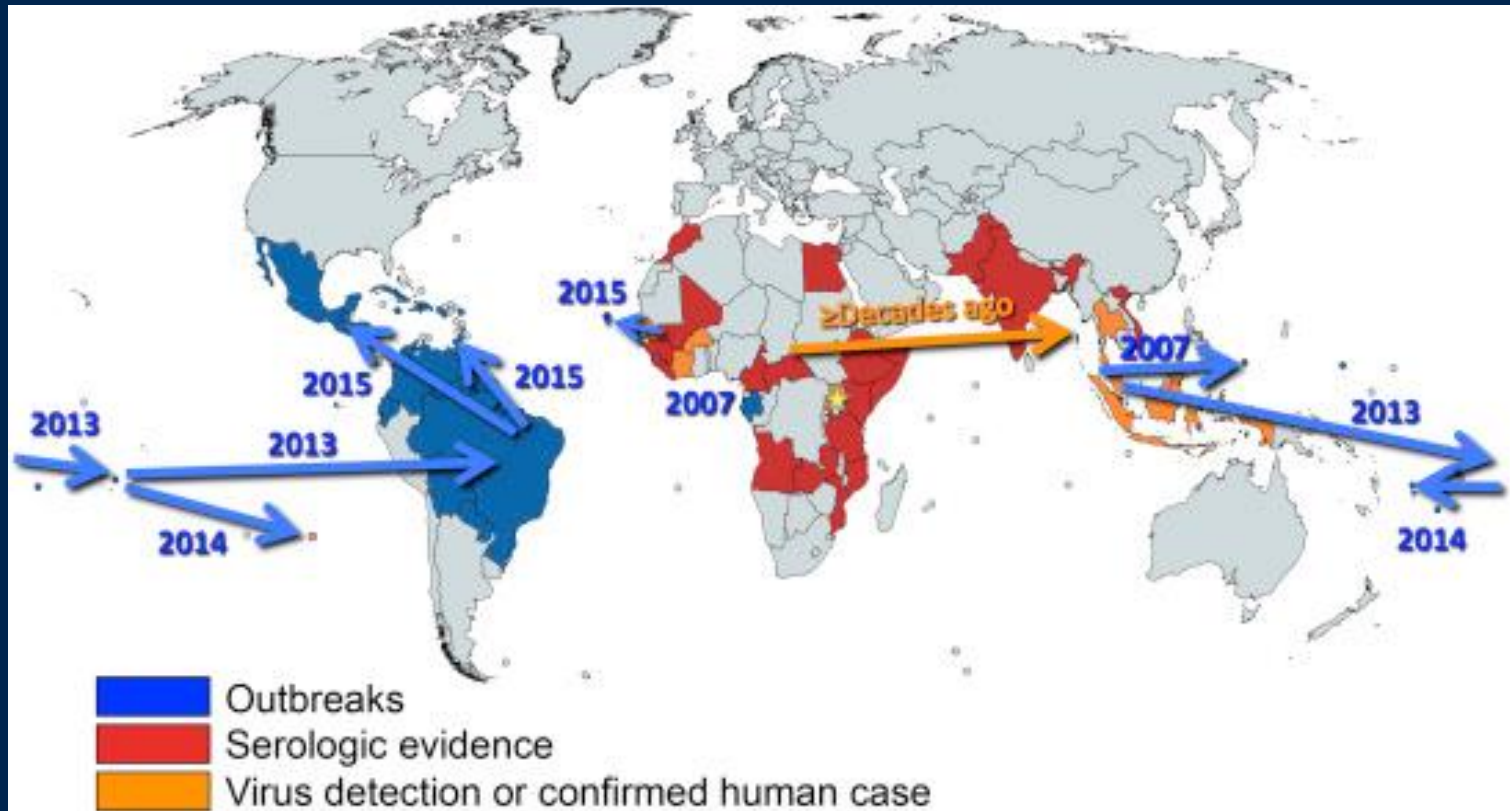 2015
≥Decades ago
2007
2015
2015
2007
2013
2013
2013
2014
2014
Outbreaks
Serologic evidence
Virus detection or confirmed human case